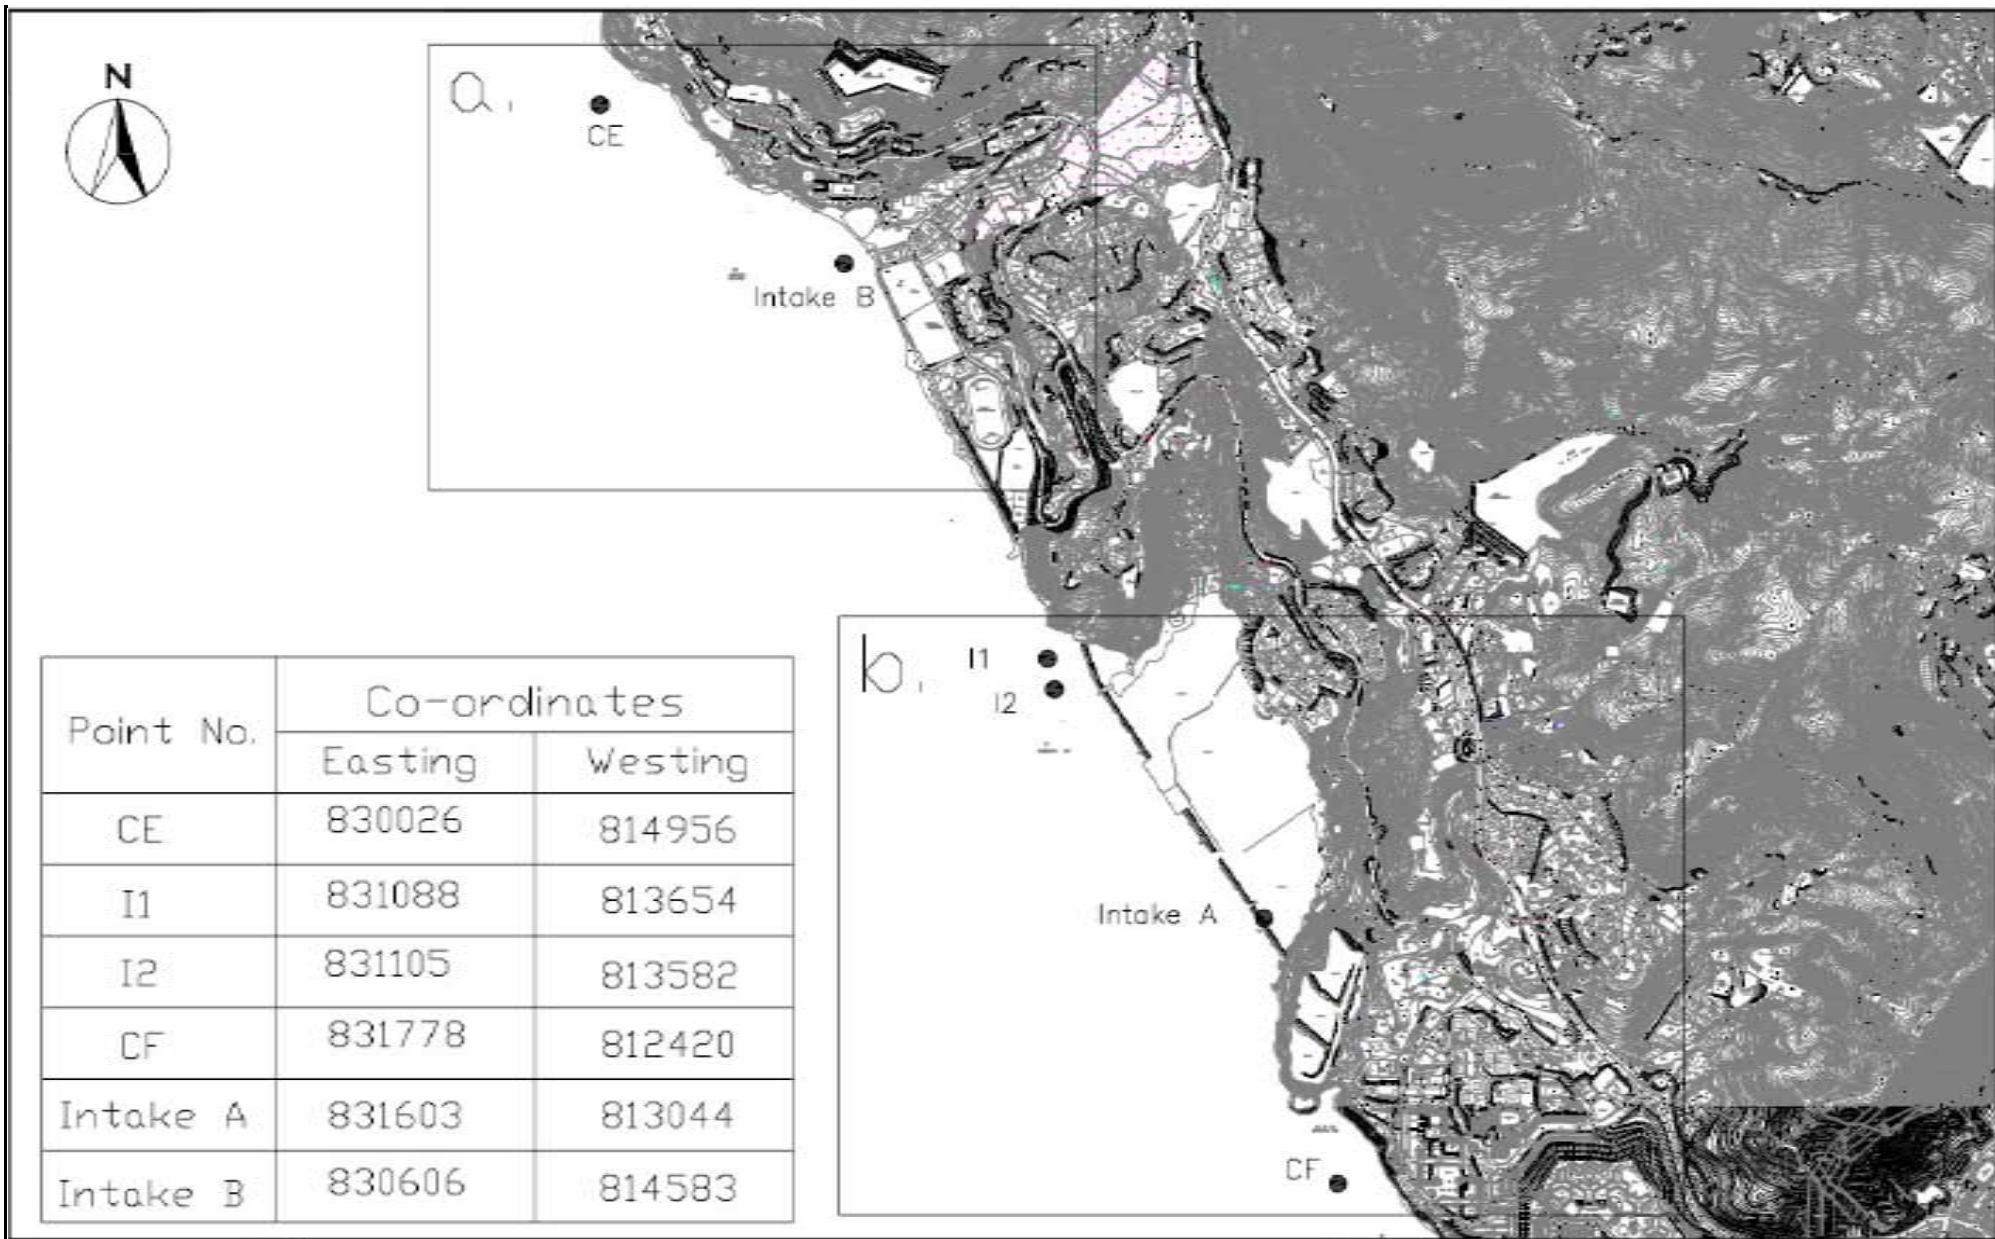 N
a.
CE
Intake B
b.
I1
I2
Intake A
CF
Point No. Co-ordinates
Easting Westing
CE 830026 814956
I1 831088 813654
I2 831105 813582
CF 831778 812420
Intake A 831603 813044
Intake B 830606 814583